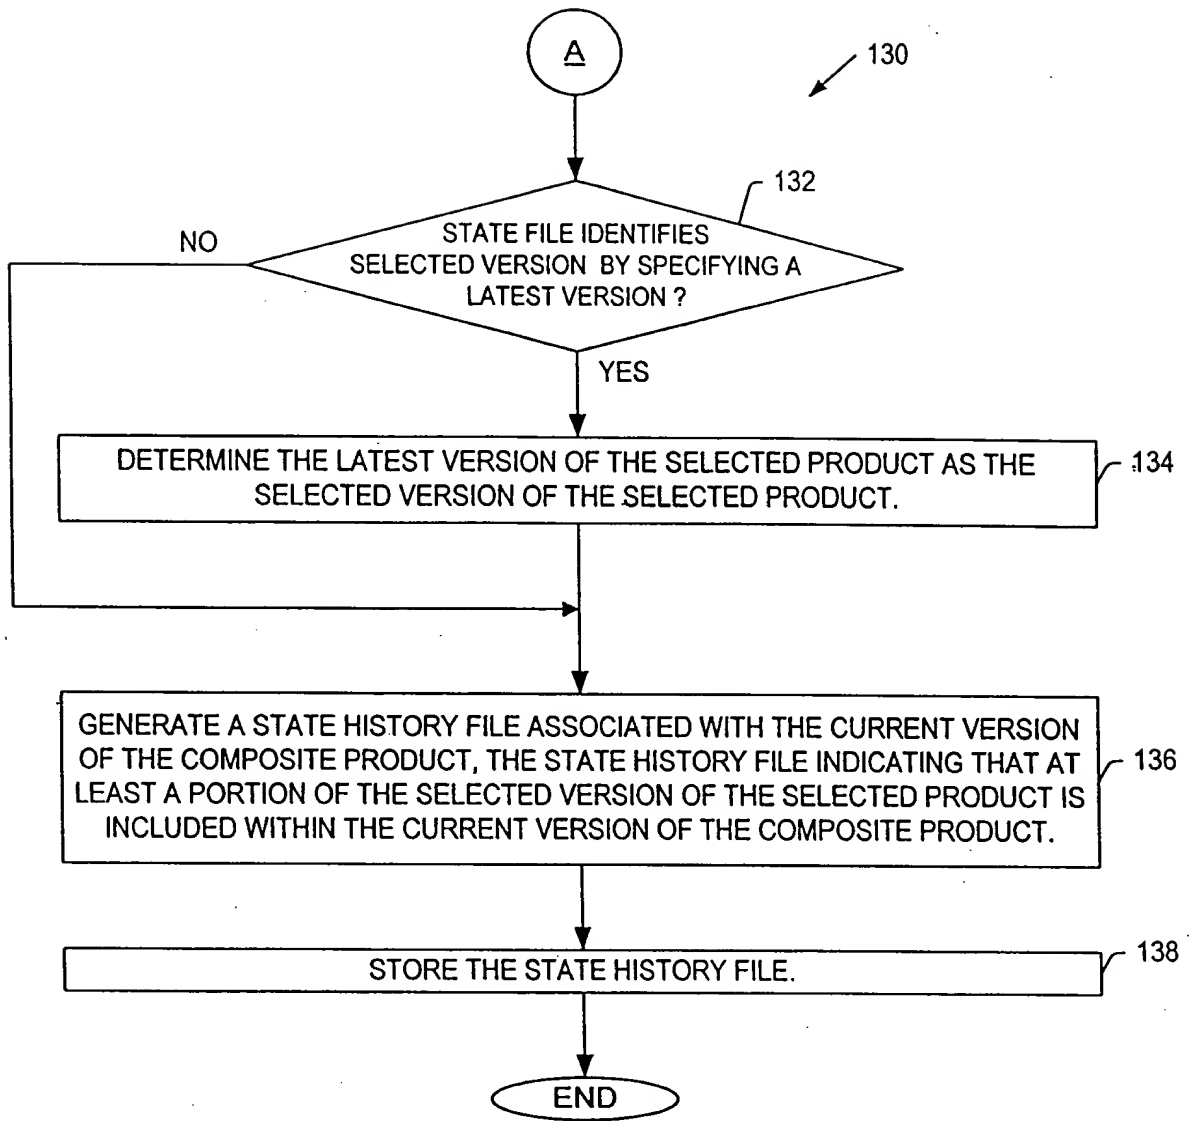 A
130
132
STATE FILE IDENTIFIES
SELECTED VERSION BY SPECIFYING A
LATEST VERSION ?
NO
YES
DETERMINE THE LATEST VERSION OF THE SELECTED PRODUCT AS THE
SELECTED VERSION OF THE SELECTED PRODUCT.
134
GENERATE A STATE HISTORY FILE ASSOCIATED WITH THE CURRENT VERSION
OF THE COMPOSITE PRODUCT, THE STATE HISTORY FILE INDICATING THAT AT
LEAST A PORTION OF THE SELECTED VERSION OF THE SELECTED PRODUCT IS
INCLUDED WITHIN THE CURRENT VERSION OF THE COMPOSITE PRODUCT.
136
STORE THE STATE HISTORY FILE.
138
END